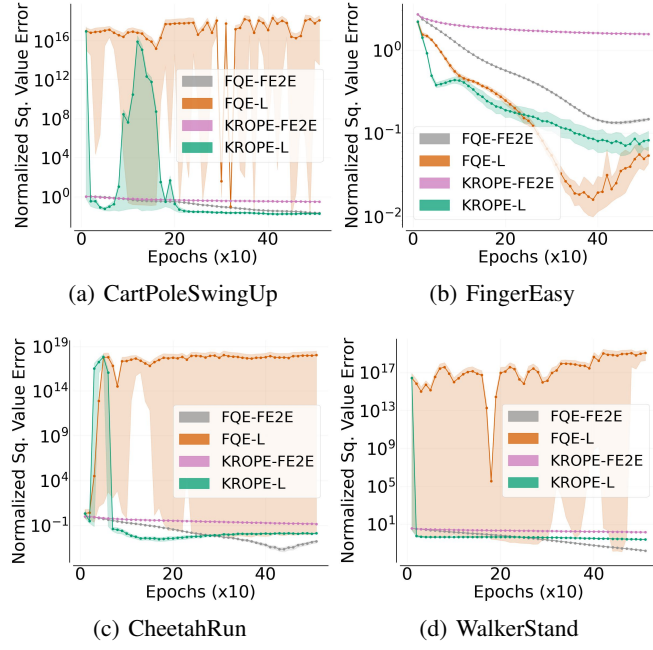 Normalized Sq. Value Error
10^16
10^12
10^8
10^4
10^0
FQE-FE2E
FQE-L
KROPE-FE2E
KROPE-L
20
40
Epochs (x10)
(a) CartPoleSwingUp
Normalized Sq. Value Error
10^0
10^-1
10^-2
FQE-FE2E
FQE-L
KROPE-FE2E
KROPE-L
20
40
Epochs (x10)
(b) FingerEasy
Normalized Sq. Value Error
10^19
10^14
10^9
10^4
10^-1
FQE-FE2E
FQE-L
KROPE-FE2E
KROPE-L
20
40
Epochs (x10)
(c) CheetahRun
Normalized Sq. Value Error
10^17
10^13
10^9
10^5
10^1
FQE-FE2E
FQE-L
KROPE-FE2E
KROPE-L
20
40
Epochs (x10)
(d) WalkerStand